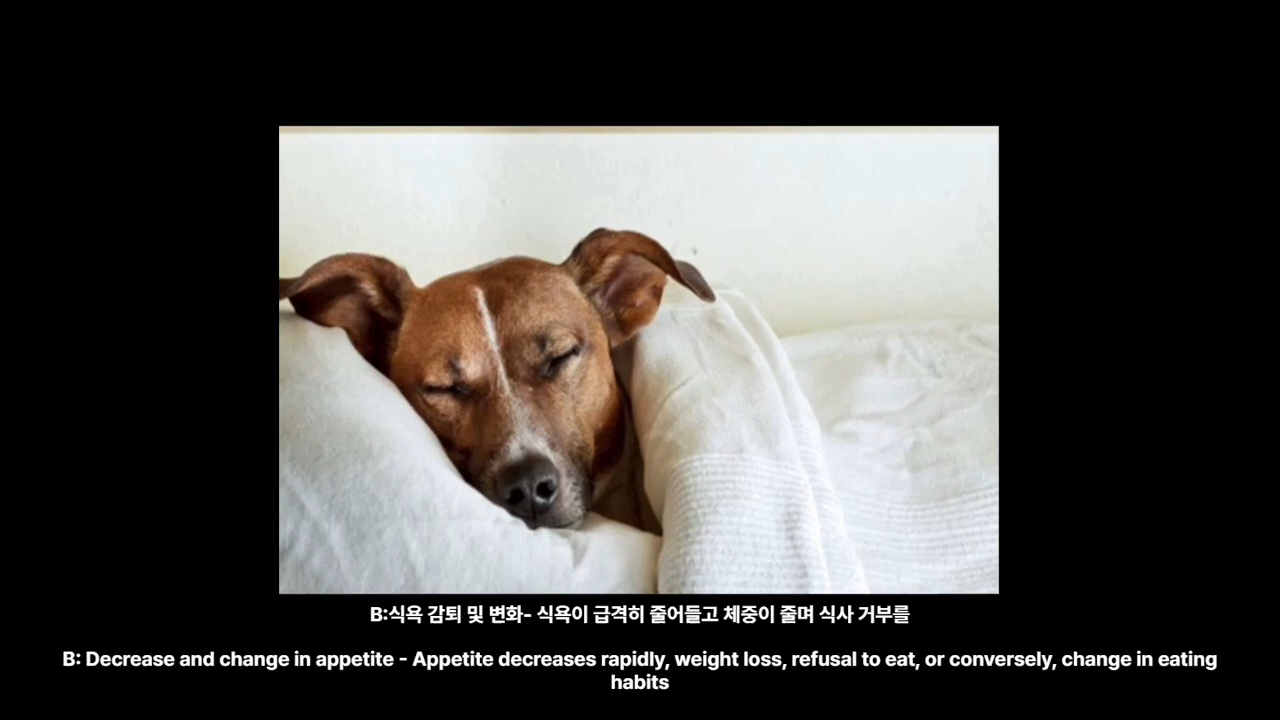 B:식욕 감퇴 및 변화- 식욕이 급격히 줄어들고 체중이 줄며 식사 거부를
B: Decrease and change in appetite - Appetite decreases rapidly, weight loss, refusal to eat, or conversely, change in eating
habits